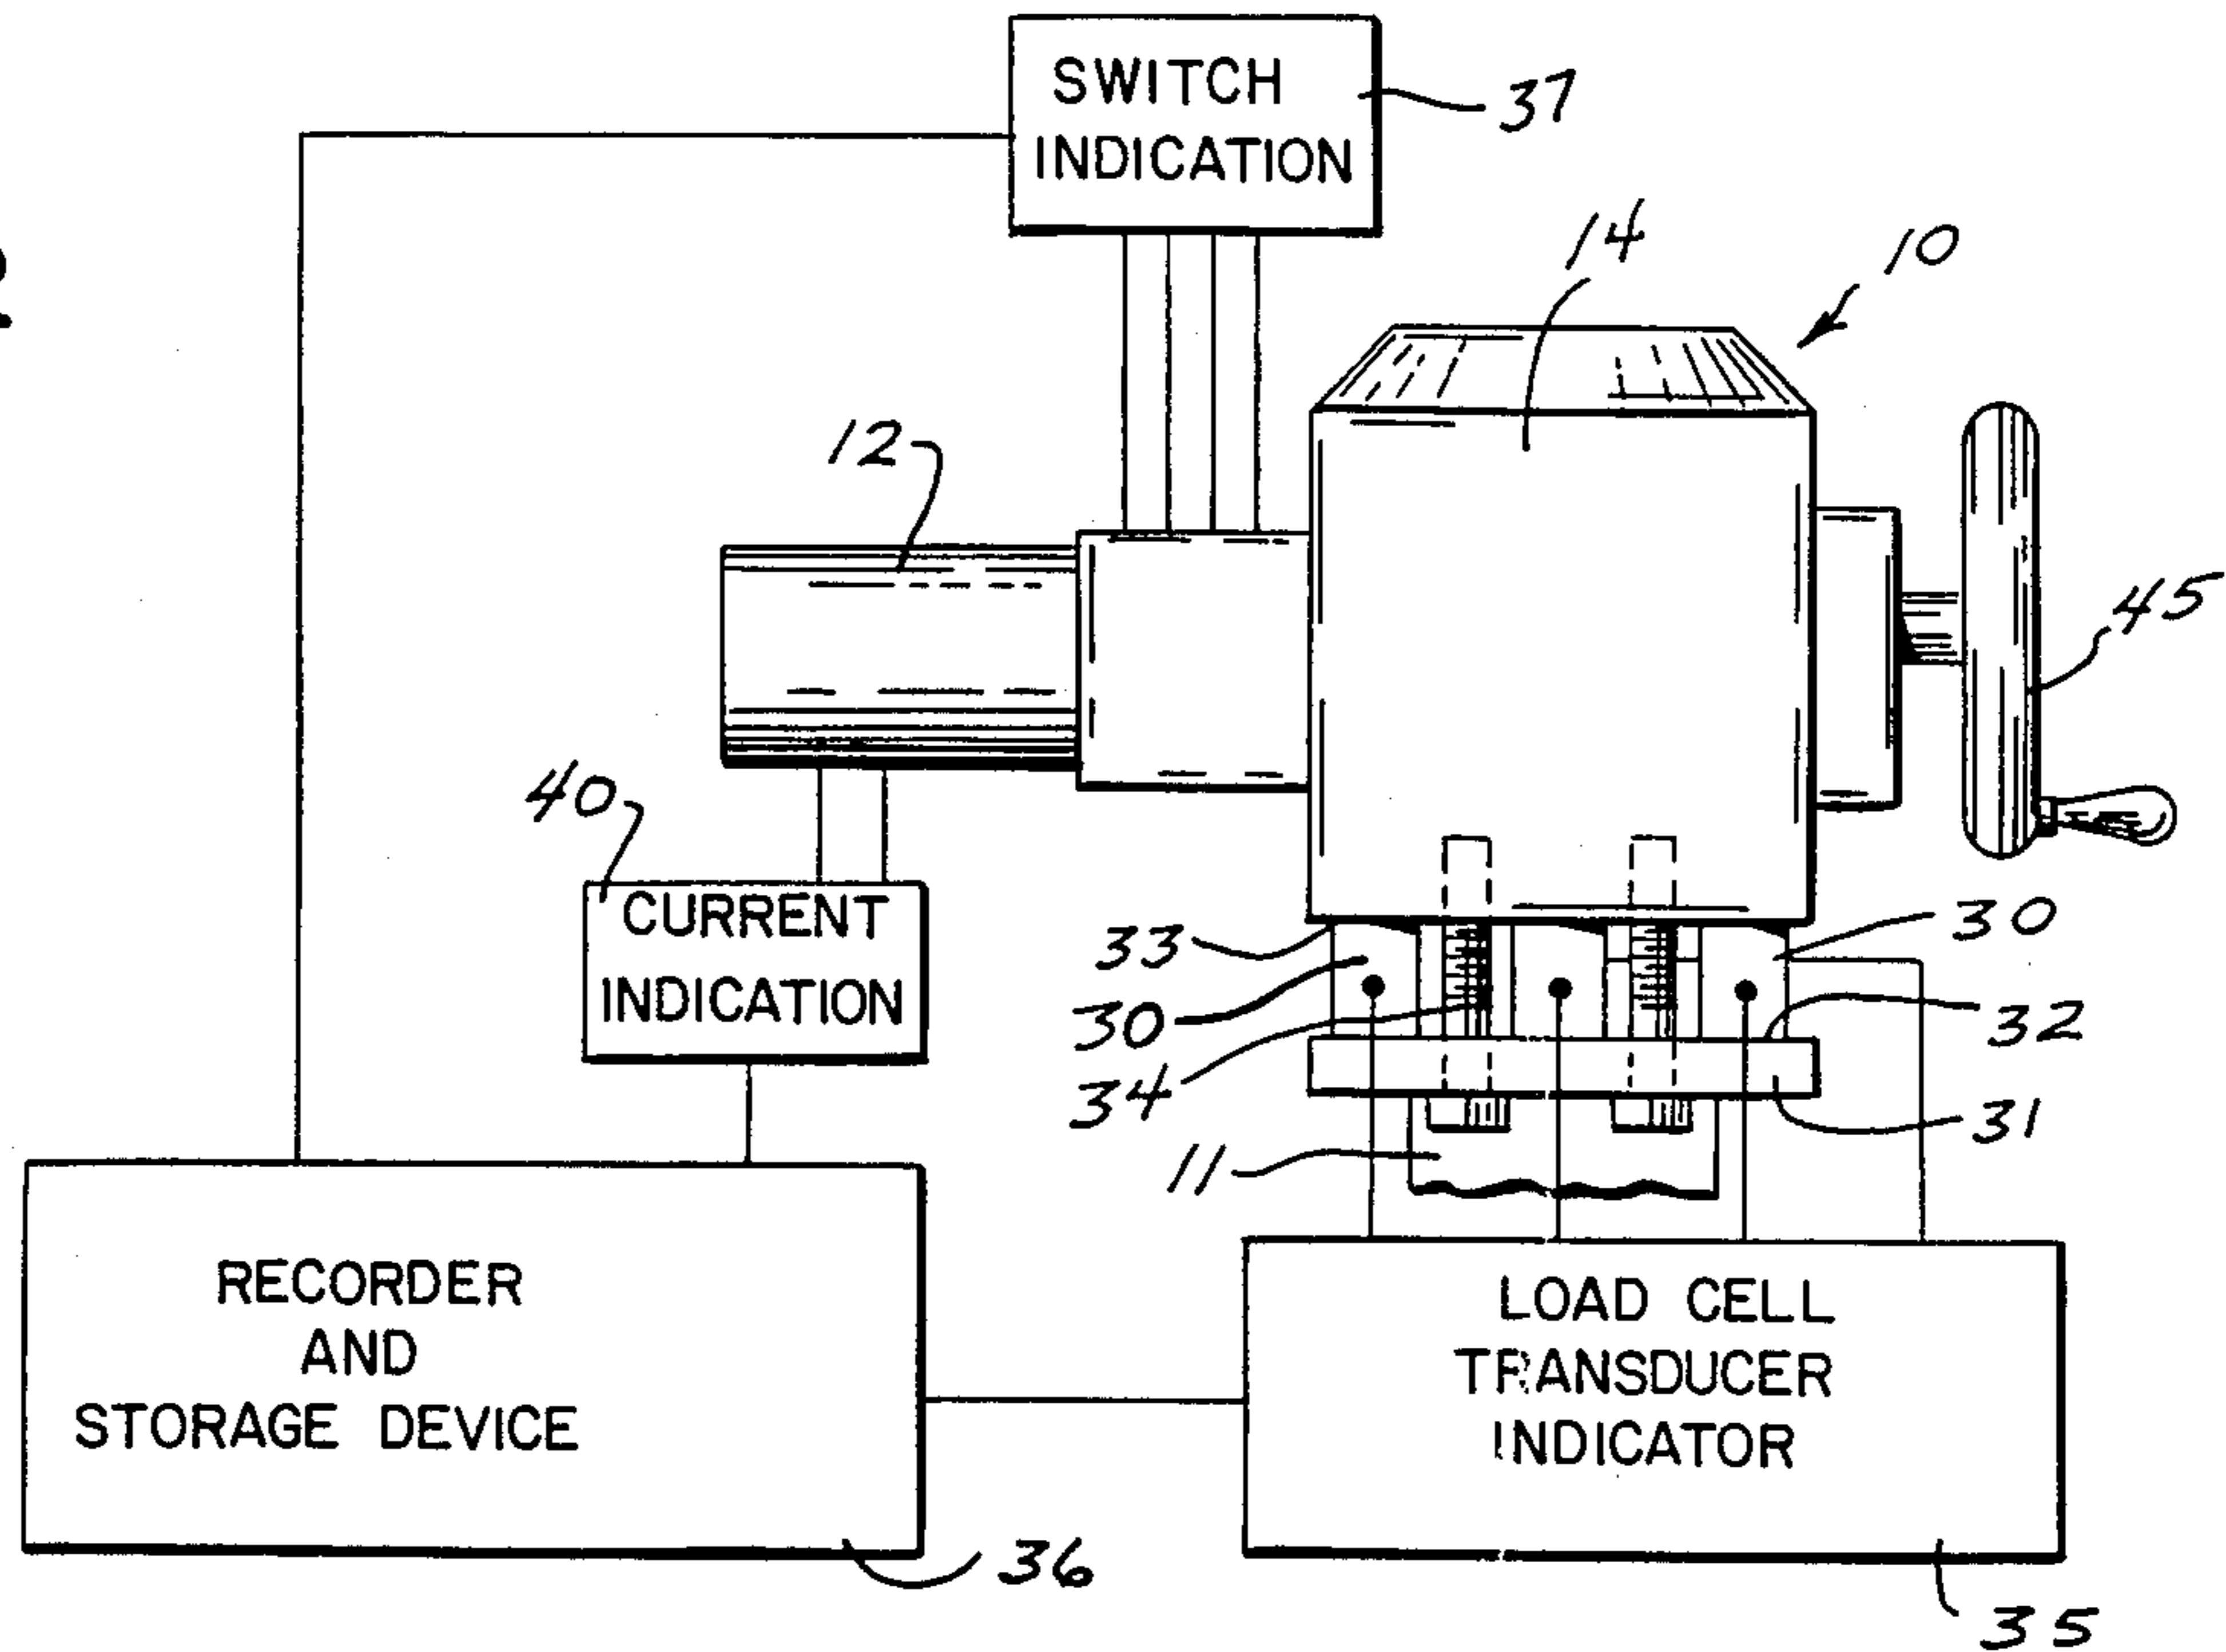 SWITCH
INDICATION
37
14
10
12
45
40
CURRENT
INDICATION
33
30
30
32
34
31
11
RECORDER
AND
STORAGE DEVICE
LOAD CELL
TRANSDUCER
INDICATOR
36
35